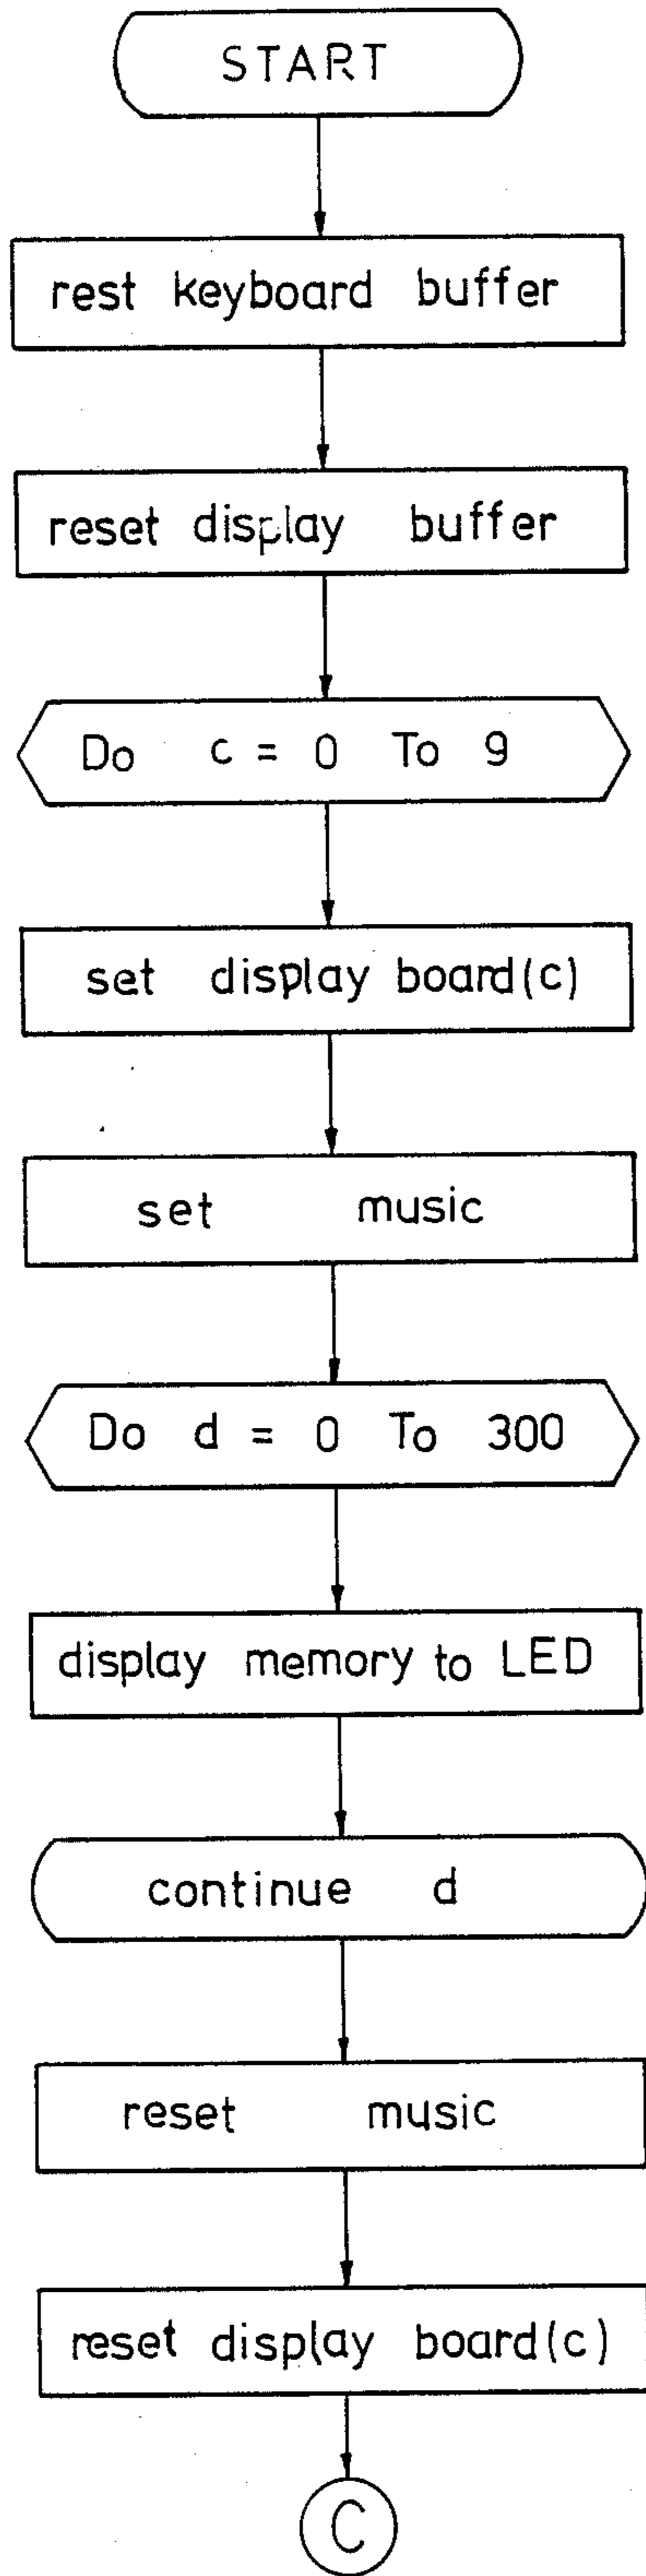 START
rest keyboard buffer
reset display buffer
Do c = 0 To 9
set display board(c)
set music
Do d = 0 To 300
display memory to LED
continue d
reset music
reset display board(c)
C